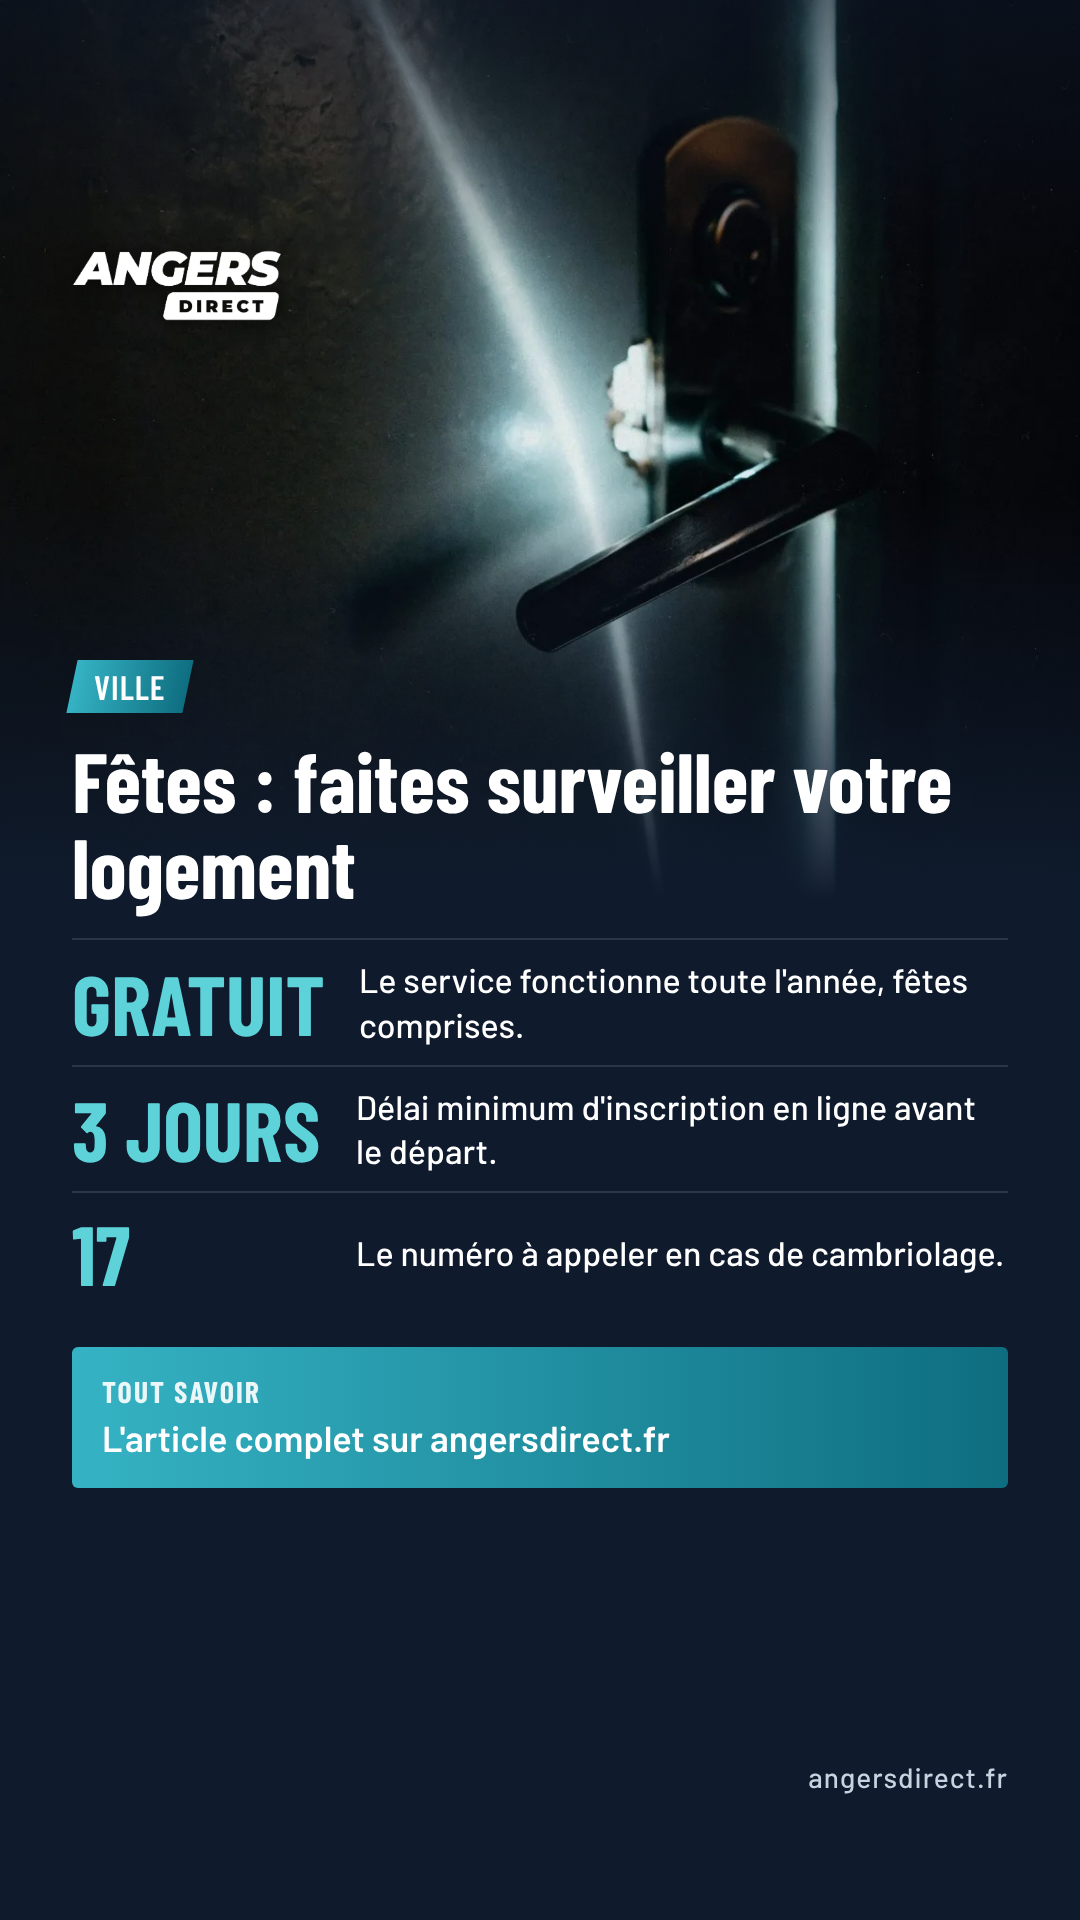 ANGERS
DIRECT
VILLE
Fêtes : faites surveiller votre
logement
GRATUIT
Le service fonctionne toute l'année, fêtes
comprises.
3 JOURS
Délai minimum d'inscription en ligne avant
le départ.
17
Le numéro à appeler en cas de cambriolage.
TOUT SAVOIR
L'article complet sur angersdirect.fr
angersdirect.fr